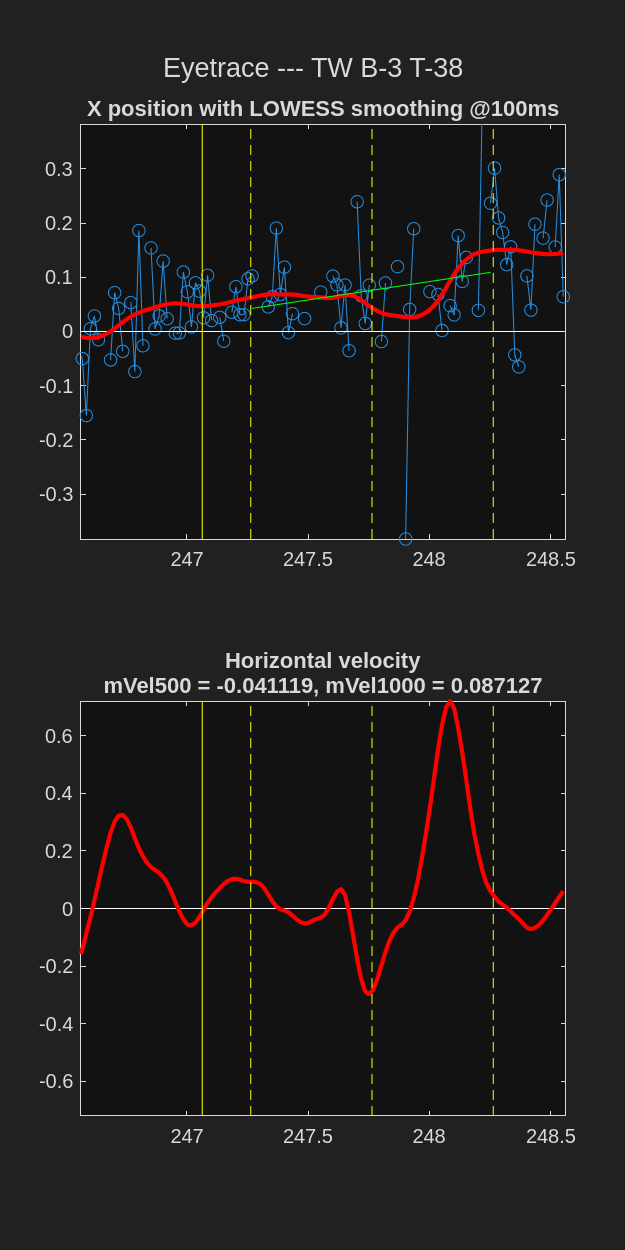 Eyetrace --- TW B-3 T-38
X position with LOWESS smoothing @100ms
0.3
0.2
0.1
0
-0.1
-0.2
-0.3
247 247.5 248 248.5
Horizontal velocity
mVel500 = -0.041119, mVel1000 = 0.087127
0.6
0.4
0.2
0
-0.2
-0.4
-0.6
247 247.5 248 248.5